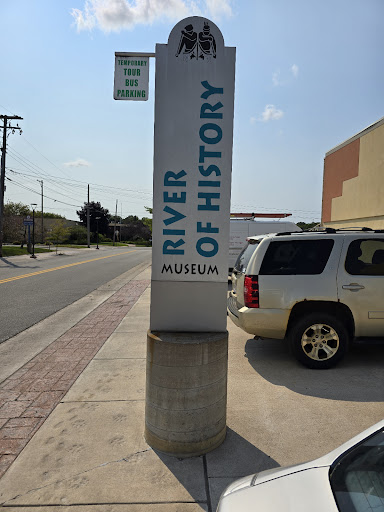 TEMPORARY
TOUR
BUS
PARKING
RIVER
OF HISTORY
MUSEUM